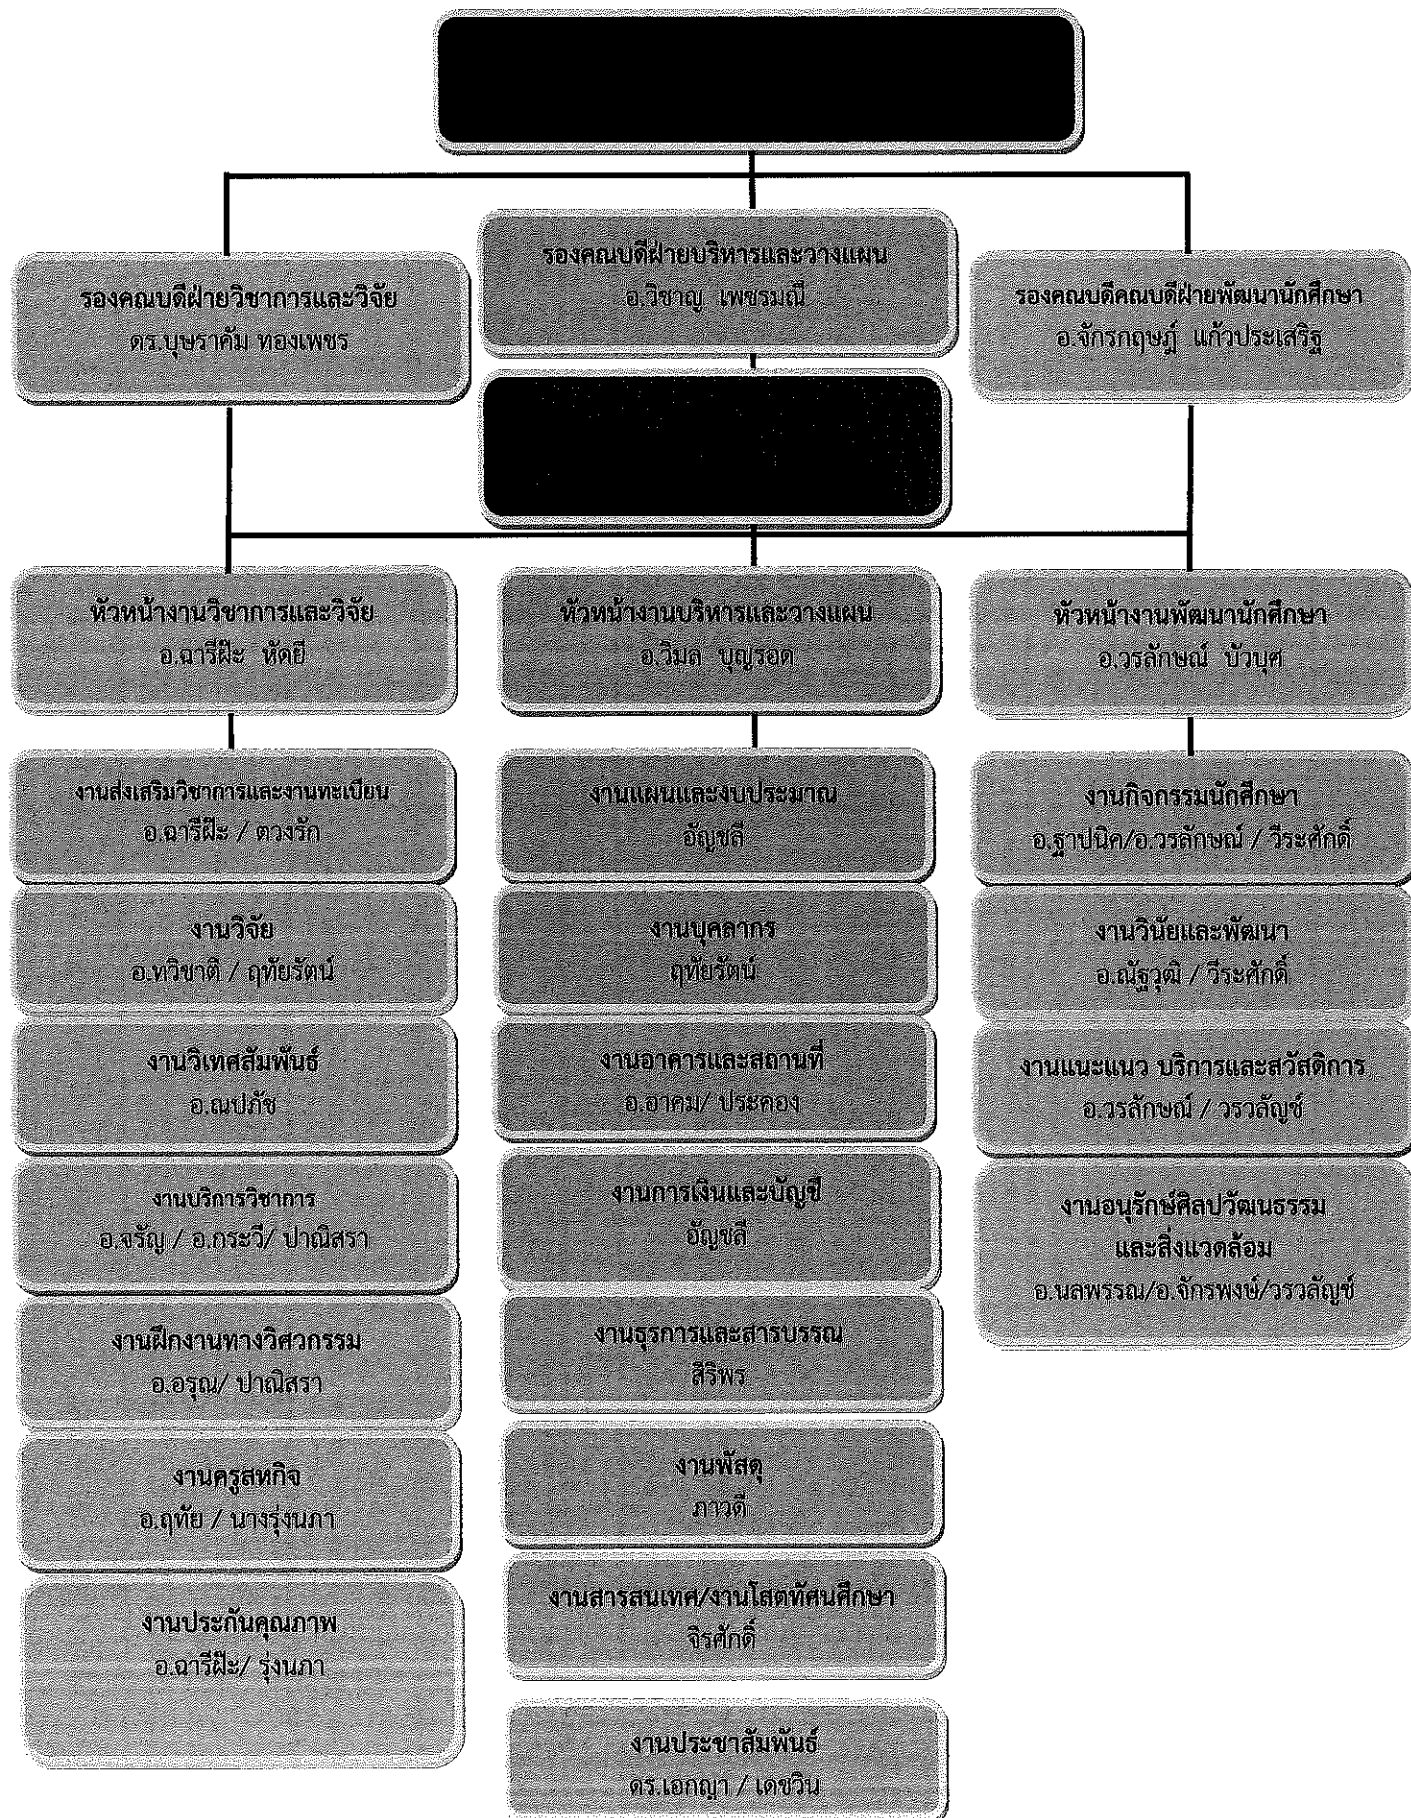 รองคณบดีฝ่ายบริหารและวางแผน
อ.วิชาญ เพชรมณี
รองคณบดีฝ่ายวิชาการและวิจัย
ดร.บุษราคัม ทองเพชร
รองคณบดีคณบดีฝ่ายพัฒนานักศึกษา
อ.จักรกฤษฎ์ แก้วประเสริฐ
หัวหน้างานวิชาการและวิจัย
อ.ฉารีฝ๊ะ หัดยี
หัวหน้างานบริหารและวางแผน
อ.วิมล บุญรอด
หัวหน้างานพัฒนานักศึกษา
อ.วรลักษณ์ บัวบุศ
งานส่งเสริมวิชาการและงานทะเบียน
อ.ฉารีฝ๊ะ / ตวงรัก
งานวิจัย
อ.ทวิชาติ / ฤทัยรัตน์
งานวิเทศสัมพันธ์
อ.ณปภัช
งานบริการวิชาการ
อ.จรัญ / อ.กระวี/ ปาณิสรา
งานฝึกงานทางวิศวกรรม
อ.อรุณ/ ปาณิสรา
งานครูสหกิจ
อ.ฤทัย / นางรุ่งนภา
งานประกันคุณภาพ
อ.ฉารีฝ๊ะ/ รุ่งนภา
งานแผนและงบประมาณ
อัญชลี
งานบุคลากร
ฤทัยรัตน์
งานอาคารและสถานที่
อ.อาคม/ ประคอง
งานการเงินและบัญชี
อัญชลี
งานธุรการและสารบรรณ
สิริพร
งานพัสดุ
ภาวดี
งานสารสนเทศ/งานโสตทัศนศึกษา
จิรศักดิ์
งานประชาสัมพันธ์
ดร.เอกญา / เดชวิน
งานกิจกรรมนักศึกษา
อ.ฐาปนิค/อ.วรลักษณ์ / วีระศักดิ์
งานวินัยและพัฒนา
อ.ณัฐวุฒิ / วีระศักดิ์
งานแนะแนว บริการและสวัสดิการ
อ.วรลักษณ์ / วรวลัญช์
งานอนุรักษ์ศิลปวัฒนธรรม
และสิ่งแวดล้อม
อ.นลพรรณ/อ.จักรพงษ์/วรวลัญช์